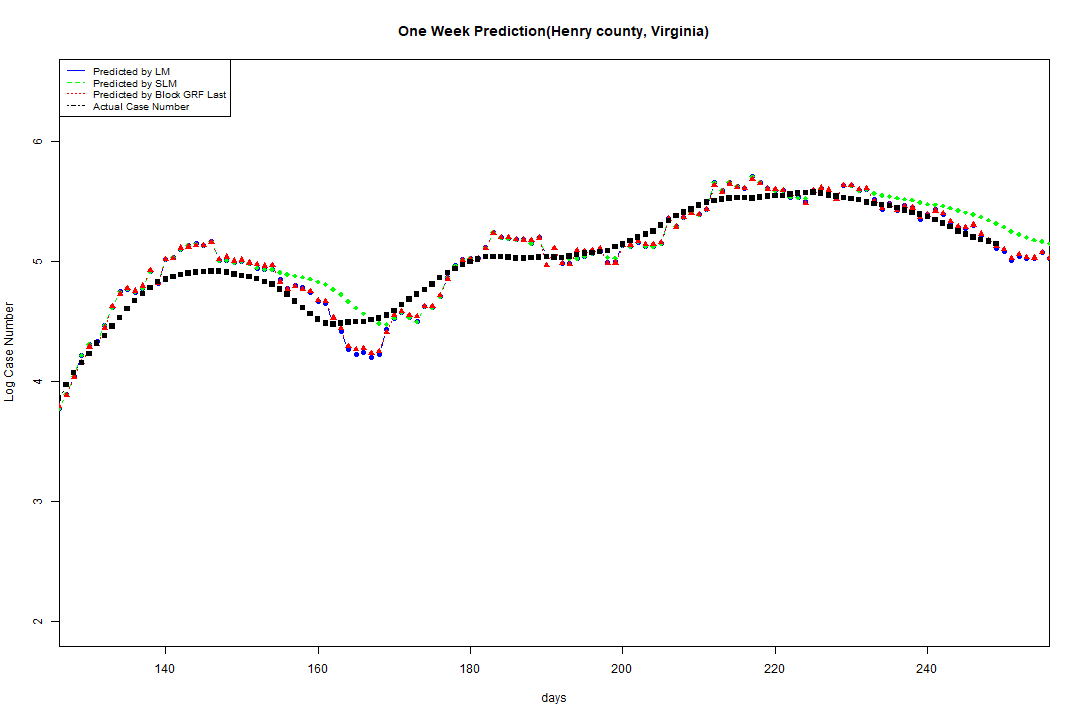 One Week Prediction(Henry county, Virginia)
Predicted by LM
Predicted by SLM
Predicted by Block GRF Last
Actual Case Number
6
5
4
3
2
Log Case Number
140 160 180 200 220 240
days